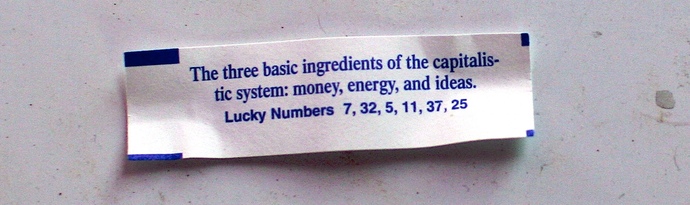 The three basic ingredients of the capitalis-
tic system: money, energy, and ideas.
Lucky Numbers 7, 32, 5, 11, 37, 25